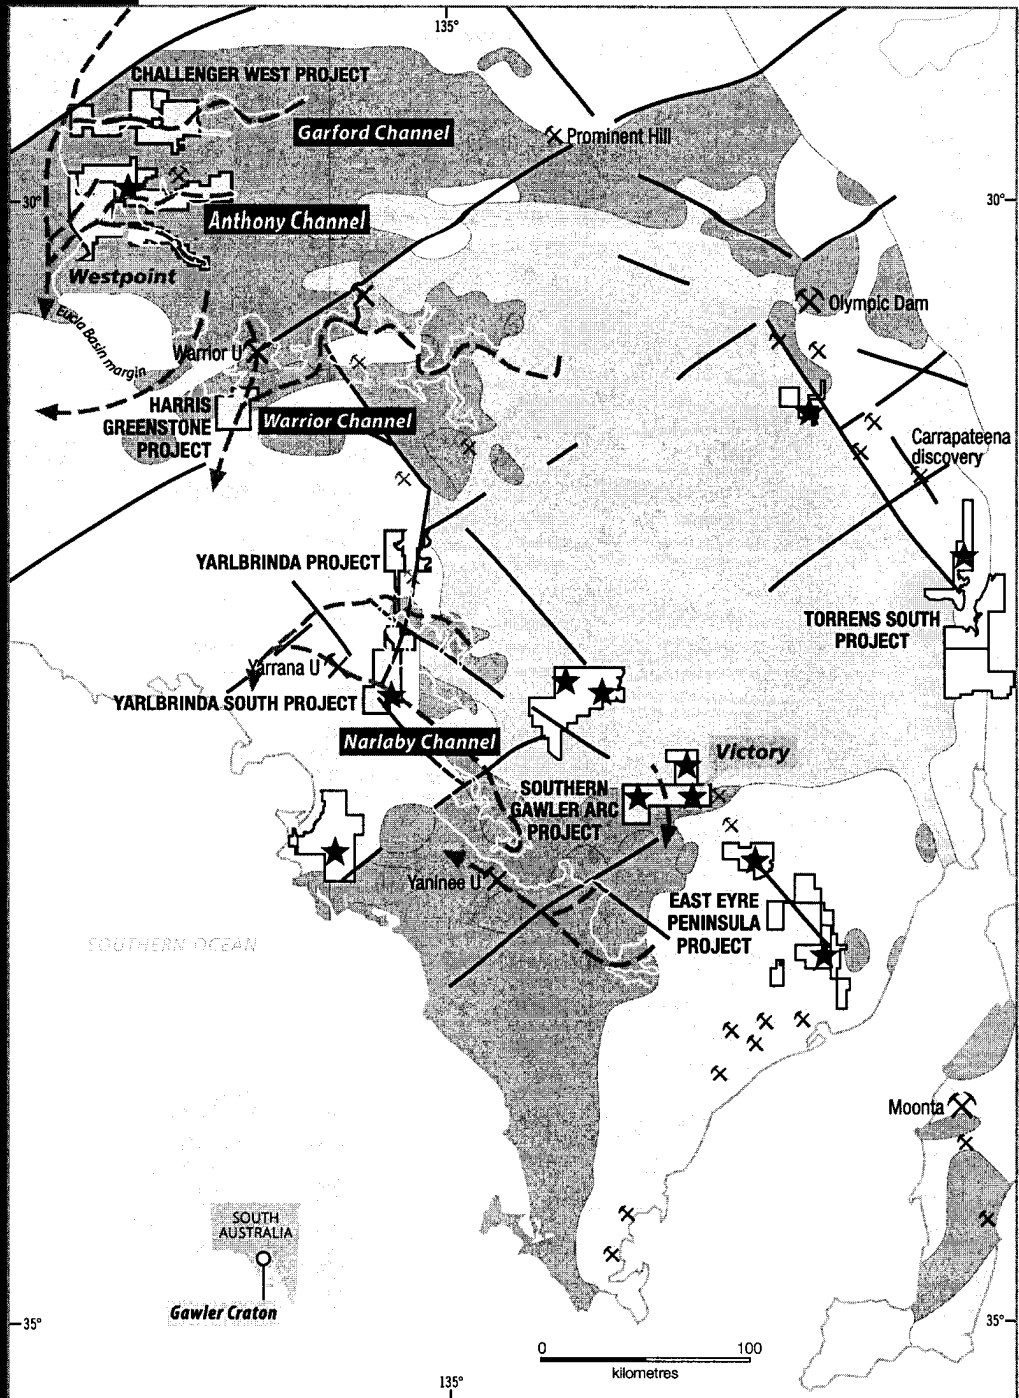 135°
CHALLENGER WEST PROJECT
Garford Channel
Prominent Hill
30°
30°
Anthony Channel
Westpoint
Olympic Dam
Eucla Basin margin
Warrior U
HARRIS
GREENSTONE
PROJECT
Warrior Channel
Carrapateena
discovery
YARLBRINDA PROJECT
TORRENS SOUTH
PROJECT
Yarrana U
YARLBRINDA SOUTH PROJECT
Narlaby Channel
Victory
SOUTHERN
GAWLER ARC
PROJECT
Yaninee U
EAST EYRE
PENINSULA
PROJECT
SOUTHERN OCEAN
Moonta
SOUTH
AUSTRALIA
Gawler Craton
35°
35°
0
100
kilometres
135°